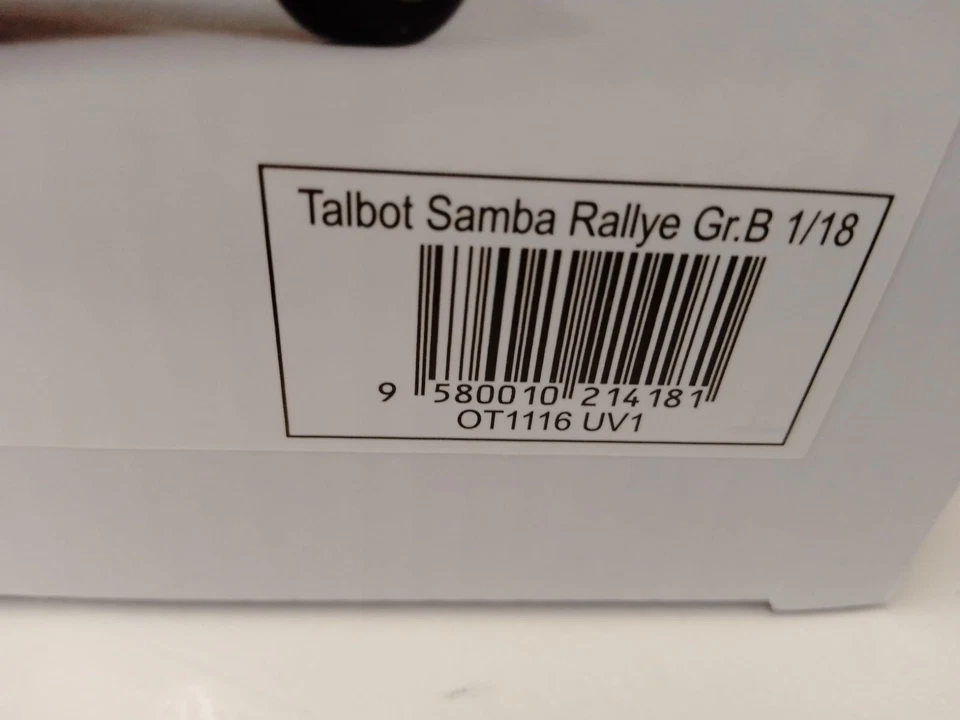 Talbot Samba Rallye Gr.B 1/18
9 580010 214181
OT1116 UV1